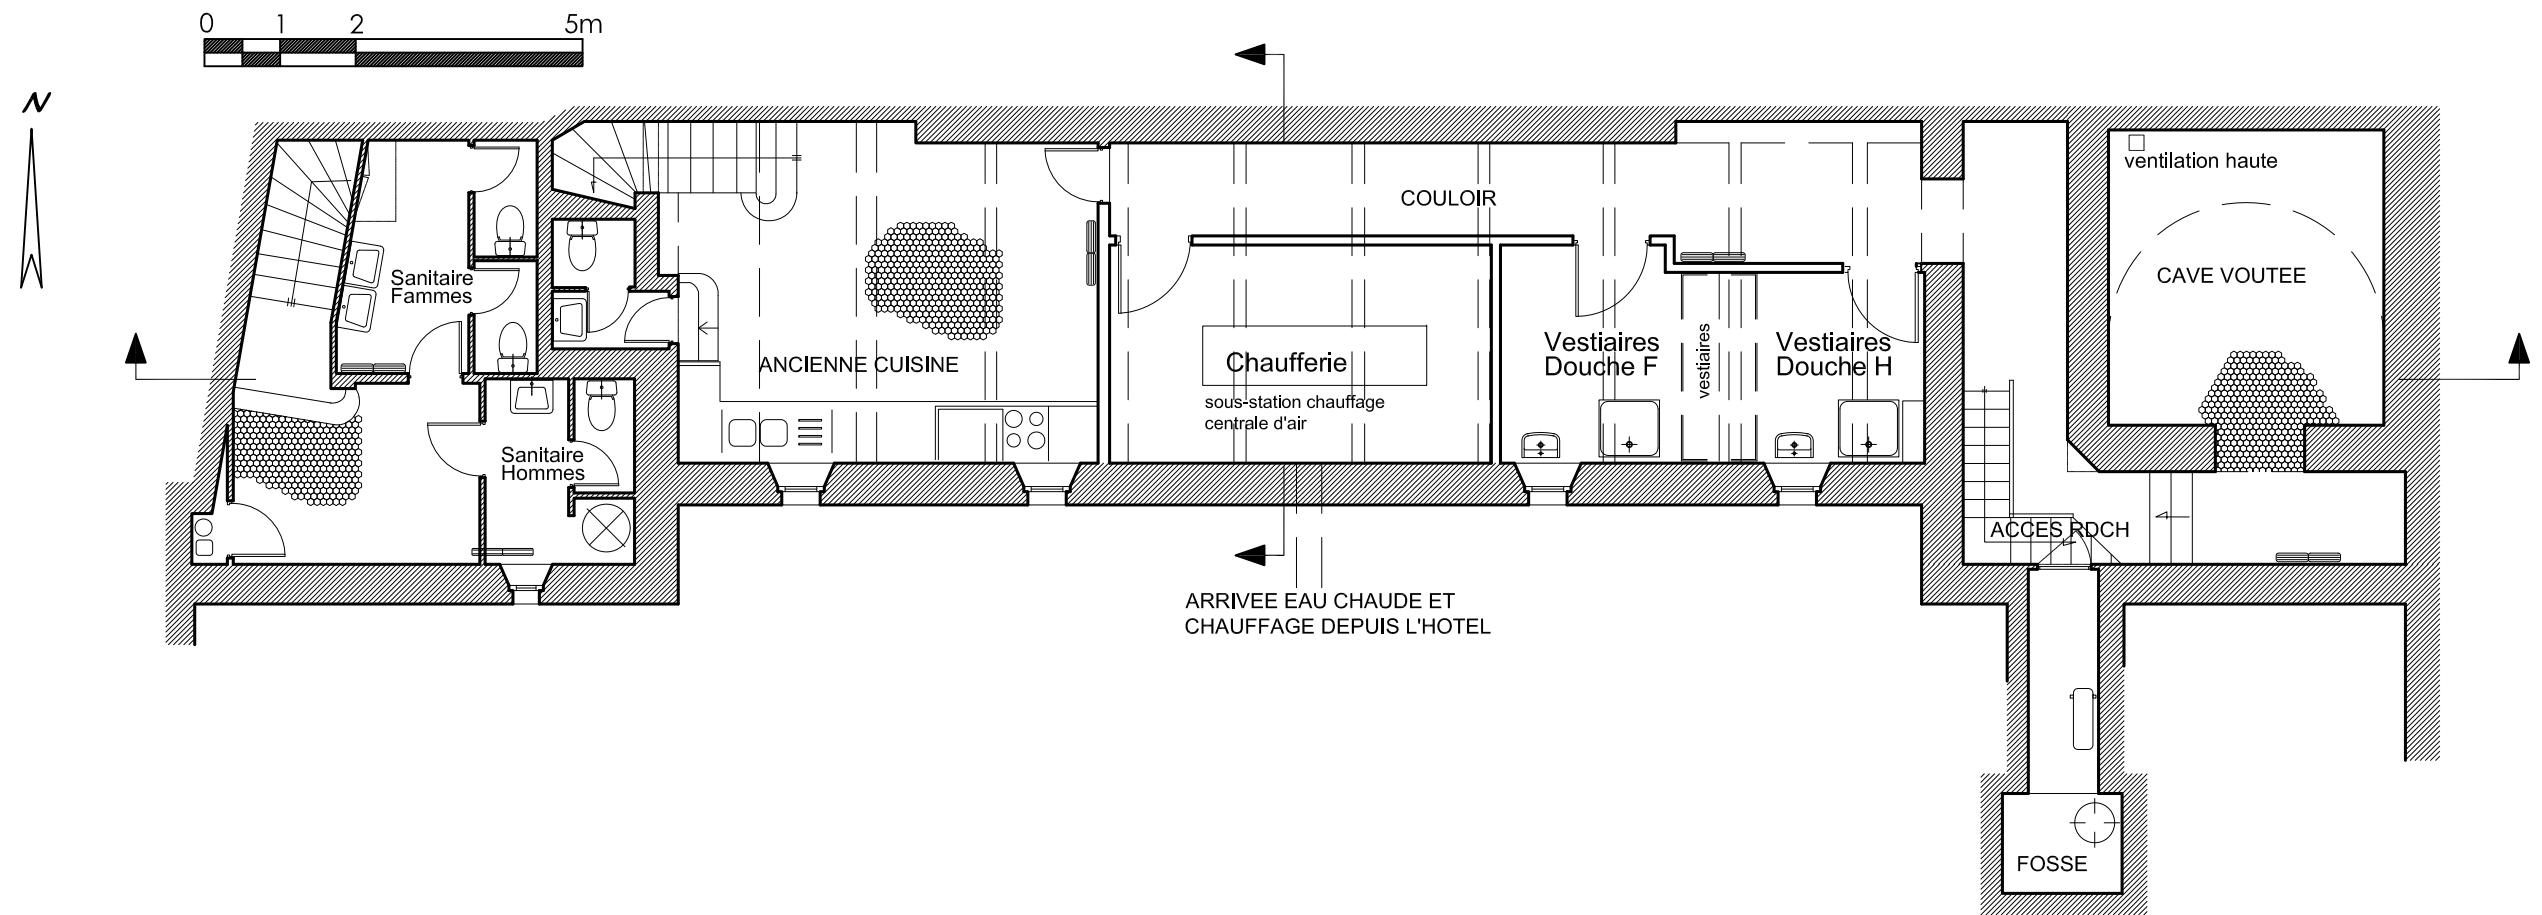 0 1 2 5m
N
ventilation haute
COULOIR
CAVE VOUTEE
Sanitaire
Fammes
ANCIENNE CUISINE
Chaufferie
sous-station chauffage
centrale d'air
Vestiaires
Douche F
vestiaires
Vestiaires
Douche H
Sanitaire
Hommes
ACCES RDCH
ARRIVEE EAU CHAUDE ET
CHAUFFAGE DEPUIS L'HOTEL
FOSSE